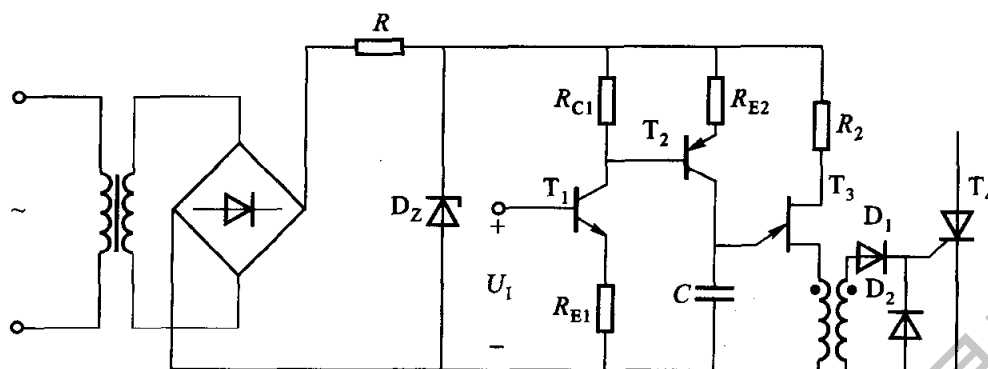 R
R_C1
R_E2
T_2
R_2
T_1
T_3
D_Z
+
~
D_1
U_I
D_2
C
R_E1
−